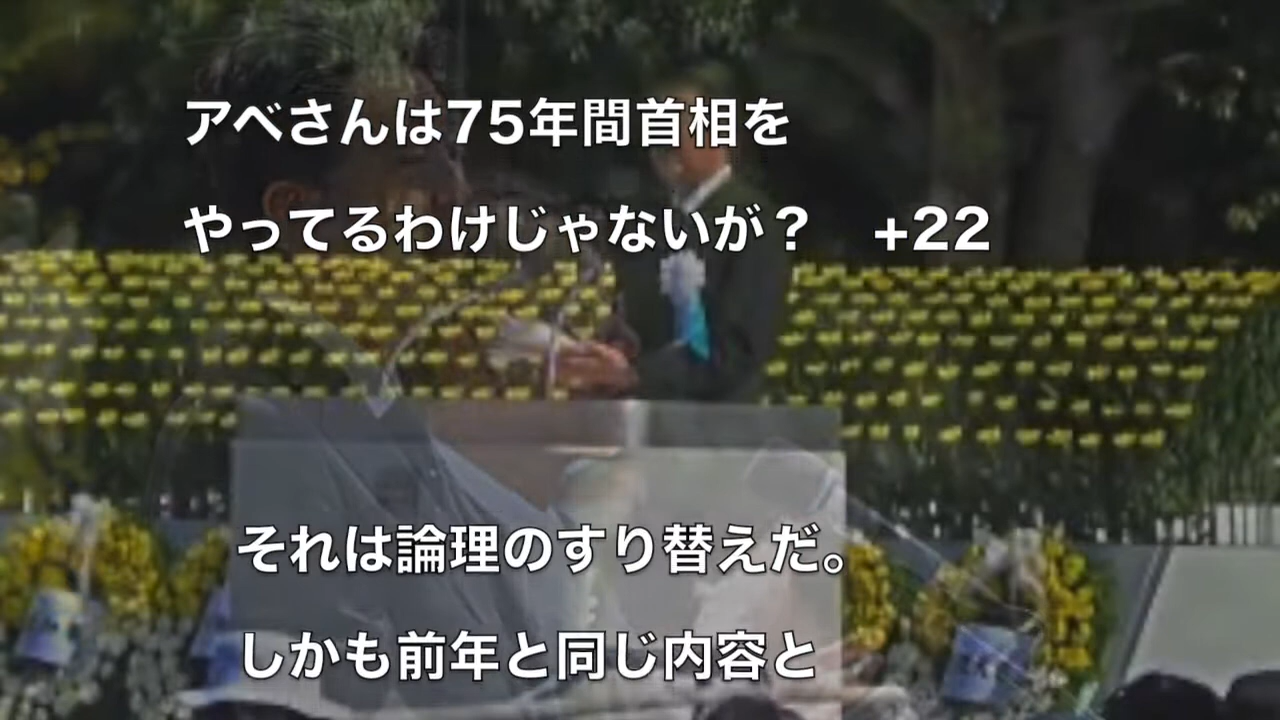 アベさんは75年間首相を
やってるわけじゃないが？　+22
それは論理のすり替えだ。
しかも前年と同じ内容と